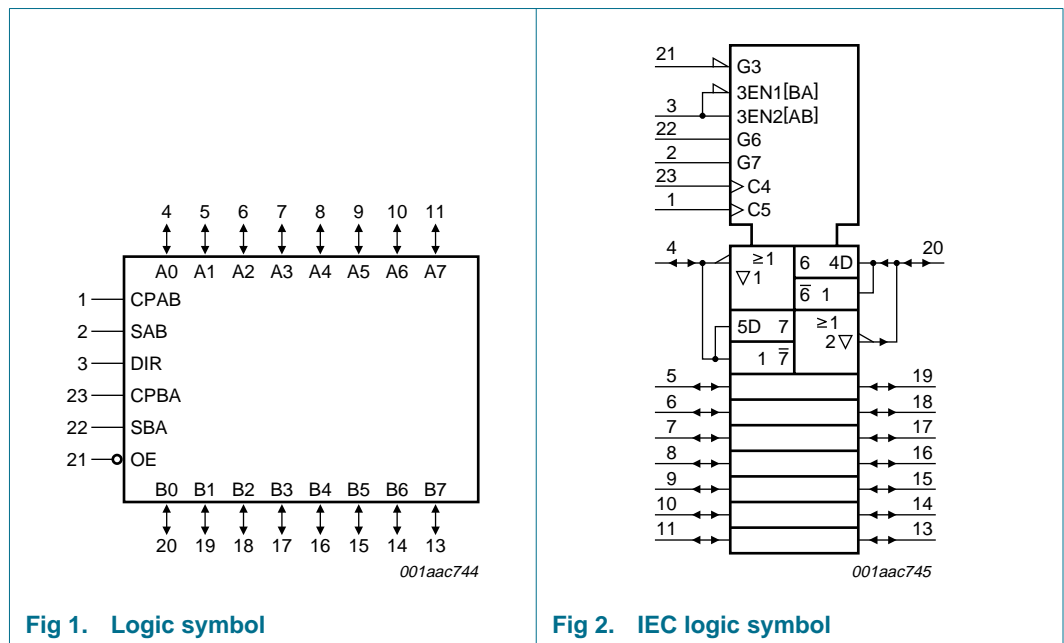 4 5 6 7 8 9 10 11
A0 A1 A2 A3 A4 A5 A6 A7
1 CPAB
2 SAB
3 DIR
23 CPBA
22 SBA
21 OE
B0 B1 B2 B3 B4 B5 B6 B7
20 19 18 17 16 15 14 13
001aac744
Fig 1. Logic symbol
21 G3
3EN1[BA]
3 3EN2[AB]
22 G6
2 G7
23 C4
1 C5
4 ≥1 6 4D 20
▽1 6̅ 1
5D 7 ≥1
1 7̅ 2▽
5 19
6 18
7 17
8 16
9 15
10 14
11 13
001aac745
Fig 2. IEC logic symbol